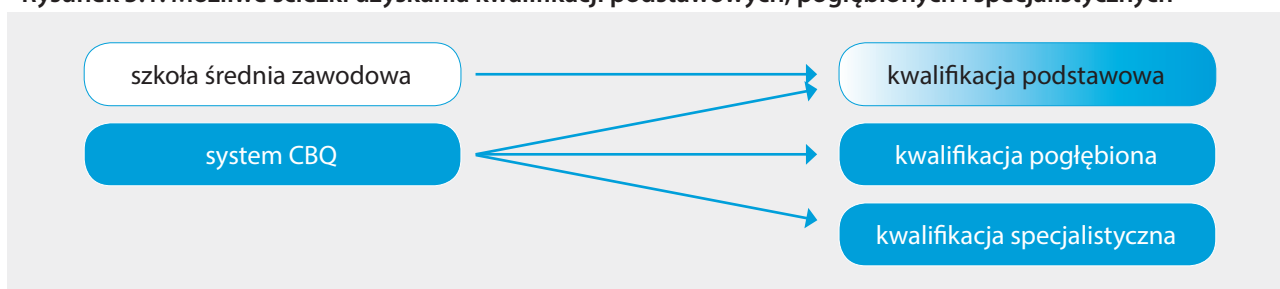 szkoła średnia zawodowa
kwalifikacja podstawowa
system CBQ
kwalifikacja pogłębiona
kwalifikacja specjalistyczna